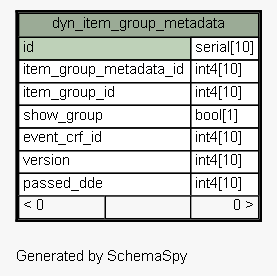 dyn_item_group_metadata
id serial[10]
item_group_metadata_id int4[10]
item_group_id int4[10]
show_group bool[1]
event_crf_id int4[10]
version int4[10]
passed_dde int4[10]
< 0 0 >
Generated by SchemaSpy